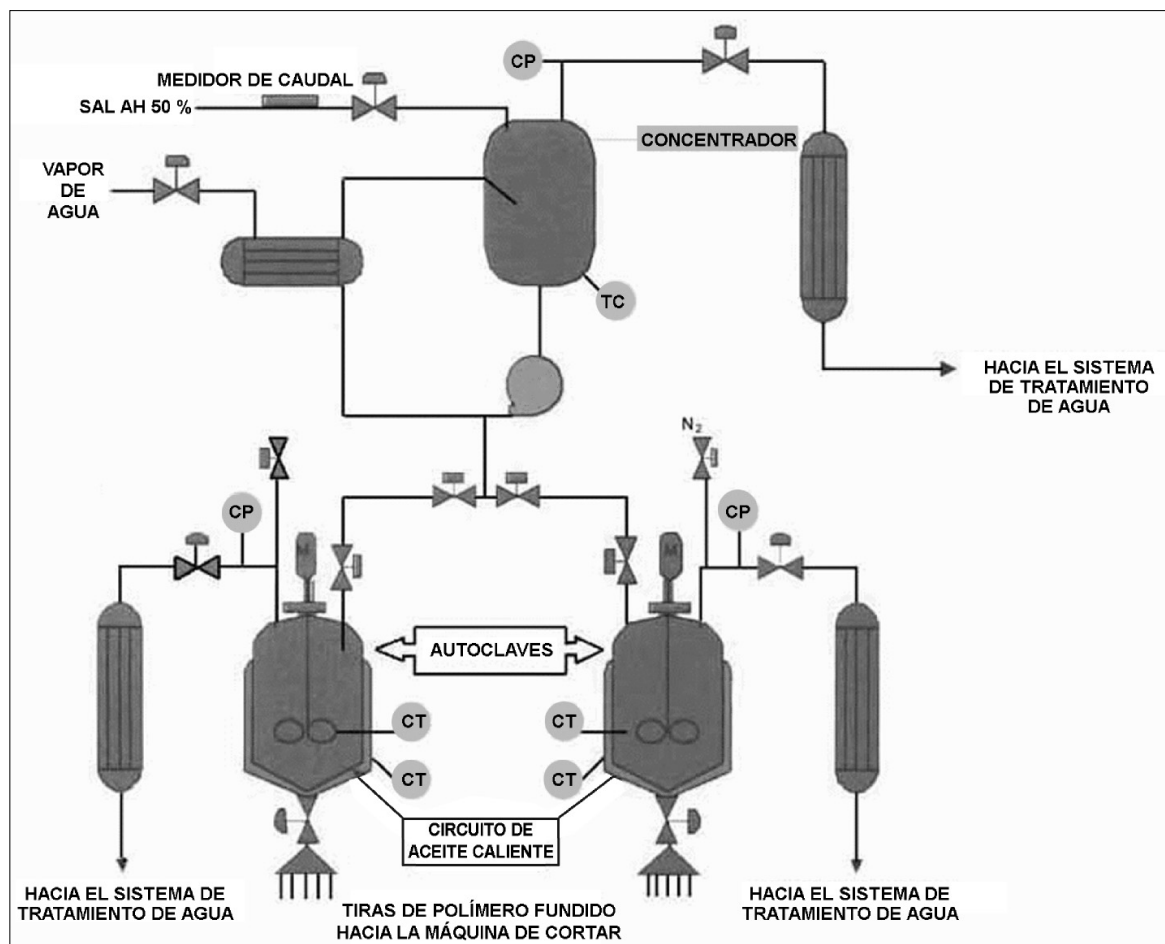 CP
MEDIDOR DE CAUDAL
SAL AH 50 %
CONCENTRADOR
VAPOR
DE
AGUA
TC
HACIA EL SISTEMA
DE TRATAMIENTO
DE AGUA
N₂
CP
CP
M
M
AUTOCLAVES
CT
CT
CT
CT
CIRCUITO DE
ACEITE CALIENTE
HACIA EL SISTEMA DE
TRATAMIENTO DE AGUA
TIRAS DE POLÍMERO FUNDIDO
HACIA LA MÁQUINA DE CORTAR
HACIA EL SISTEMA DE
TRATAMIENTO DE AGUA